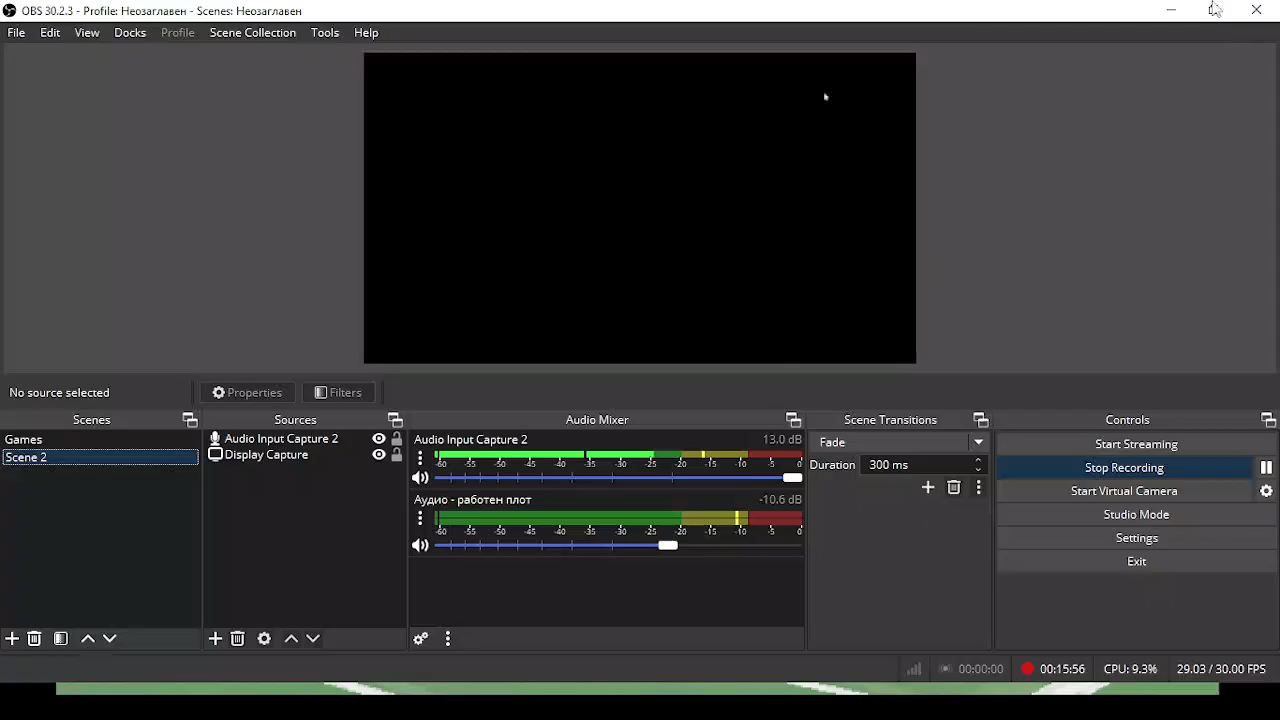 OBS 30.2.3 - Profile: Неозаглавен - Scenes: Неозаглавен
File Edit View Docks Profile Scene Collection Tools Help
No source selected
Properties
Filters
Scenes
Games
Scene 2
Sources
Audio Input Capture 2
Display Capture
Audio Mixer
Audio Input Capture 2 13.0 dB
-60 -55 -50 -45 -40 -35 -30 -25 -20 -15 -10 -5 0
Аудио - работен плот -10.6 dB
-60 -55 -50 -45 -40 -35 -30 -25 -20 -15 -10 -5 0
Scene Transitions
Fade
Duration 300 ms
Controls
Start Streaming
Stop Recording
Start Virtual Camera
Studio Mode
Settings
Exit
00:00:00 00:15:56 CPU: 9.3% 29.03 / 30.00 FPS